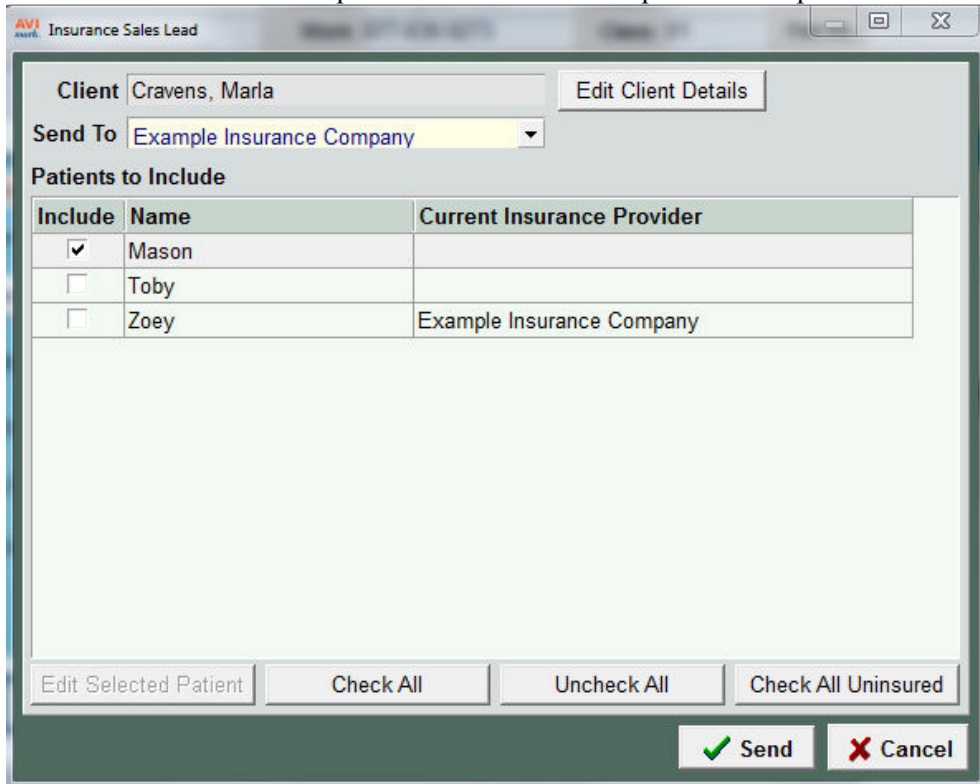 AVI mark Insurance Sales Lead
Client Cravens, Marla Edit Client Details
Send To Example Insurance Company
Patients to Include
Include Name Current Insurance Provider
Mason
Toby
Zoey Example Insurance Company
Edit Selected Patient Check All Uncheck All Check All Uninsured
Send Cancel